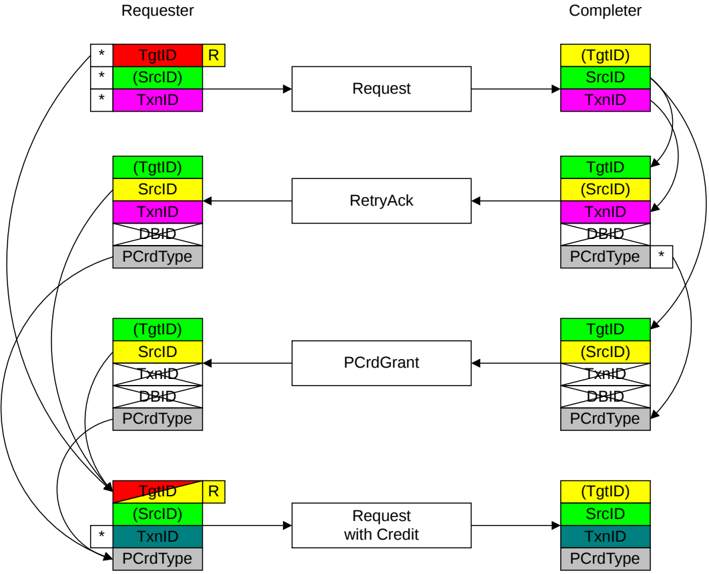 Requester
Completer
* TgtID R
* (SrcID)
* TxnID
Request
(TgtID)
SrcID
TxnID
(TgtID)
SrcID
TxnID
DBID
PCrdType
RetryAck
TgtID
(SrcID)
TxnID
DBID
PCrdType *
(TgtID)
SrcID
TxnID
DBID
PCrdType
PCrdGrant
TgtID
(SrcID)
TxnID
DBID
PCrdType
TgtID R
(SrcID)
* TxnID
PCrdType
Request
with Credit
(TgtID)
SrcID
TxnID
PCrdType